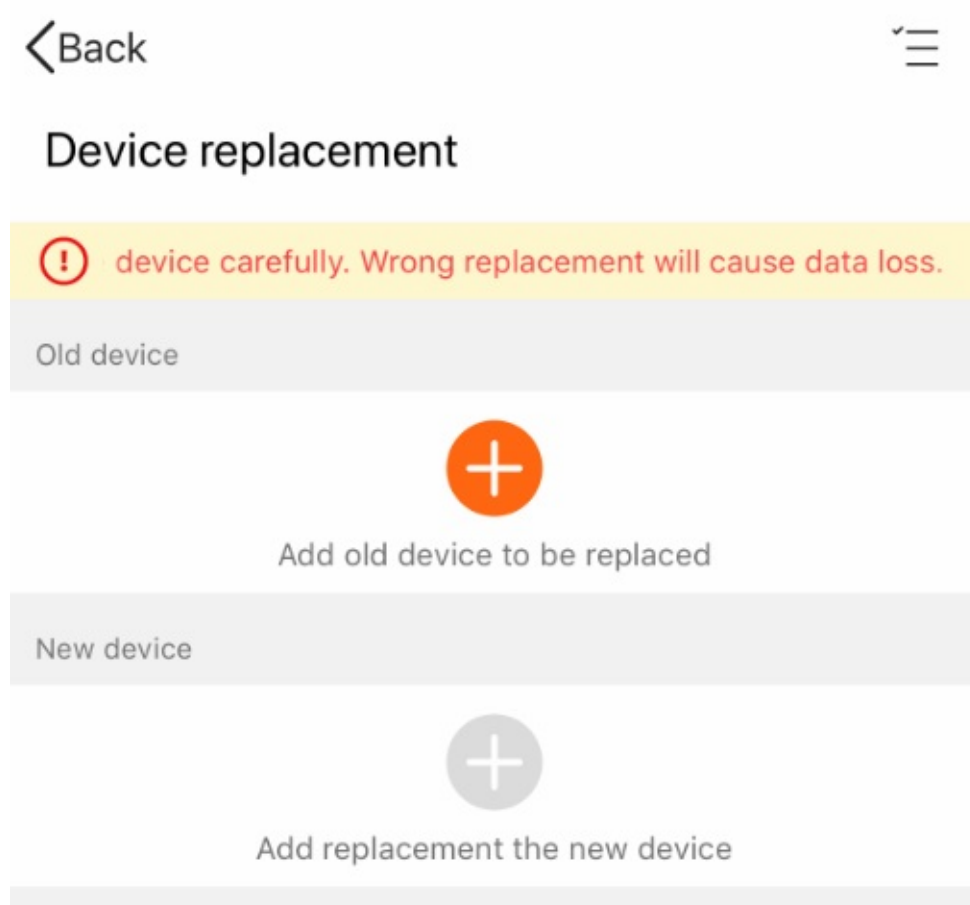 Back
Device replacement
device carefully. Wrong replacement will cause data loss.
Old device
Add old device to be replaced
New device
Add replacement the new device